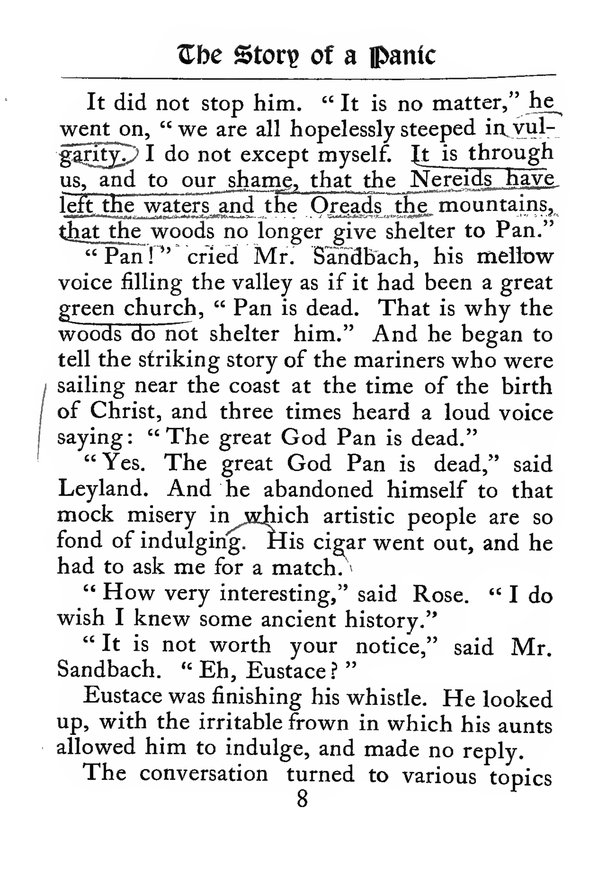 The Story of a Panic
It did not stop him. “It is no matter,” he
went on, “we are all hopelessly steeped in vul-
garity. I do not except myself. It is through
us, and to our shame, that the Nereids have
left the waters and the Oreads the mountains,
that the woods no longer give shelter to Pan.”
“Pan!” cried Mr. Sandbach, his mellow
voice filling the valley as if it had been a great
green church, “Pan is dead. That is why the
woods do not shelter him.” And he began to
tell the striking story of the mariners who were
sailing near the coast at the time of the birth
of Christ, and three times heard a loud voice
saying: “The great God Pan is dead.”
“Yes. The great God Pan is dead,” said
Leyland. And he abandoned himself to that
mock misery in which artistic people are so
fond of indulging. His cigar went out, and he
had to ask me for a match.
“How very interesting,” said Rose. “I do
wish I knew some ancient history.”
“It is not worth your notice,” said Mr.
Sandbach. “Eh, Eustace?”
Eustace was finishing his whistle. He looked
up, with the irritable frown in which his aunts
allowed him to indulge, and made no reply.
The conversation turned to various topics
8